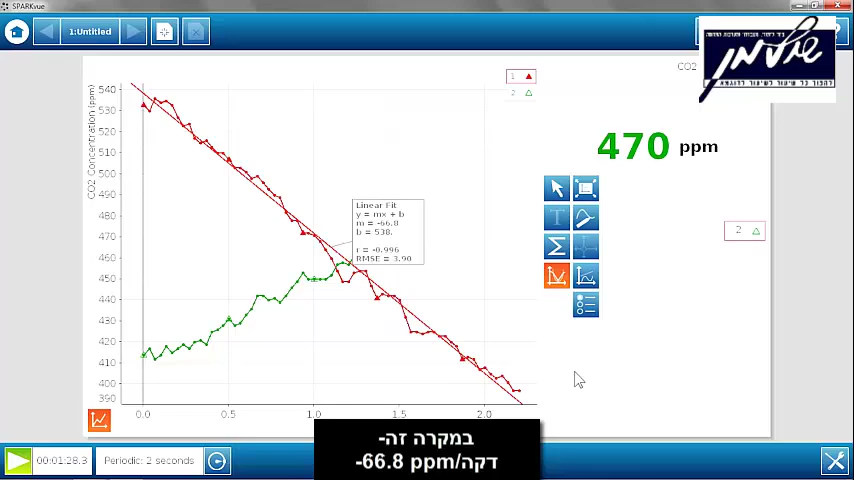 SPARKvue
1:Untitled
CO2
שולמן
540
530
520
510
500
490
480
470
460
450
440
430
420
410
400
390
CO2 Concentration (ppm)
1
2
Linear Fit
y = mx + b
m = -66.8
b = 538.
r = -0.996
RMSE = 3.90
470 ppm
T
Σ
2
0.0 0.5 1.0 1.5 2.0
במקרה זה-
-66.8 ppm/דקה
00:01:28.3
Periodic: 2 seconds